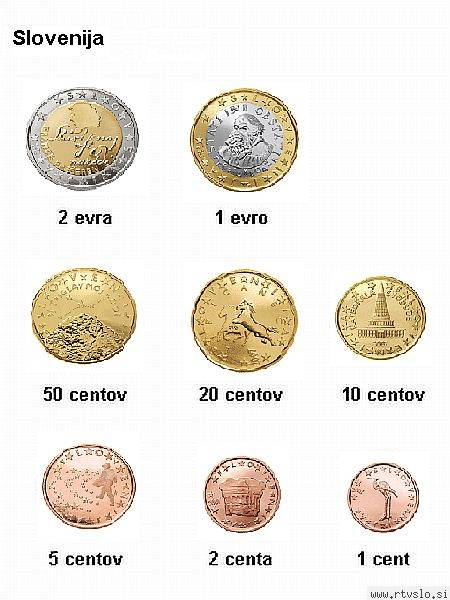 Slovenija
2 evra
1 evro
50 centov
20 centov
10 centov
5 centov
2 centa
1 cent
www.rtvslo.si